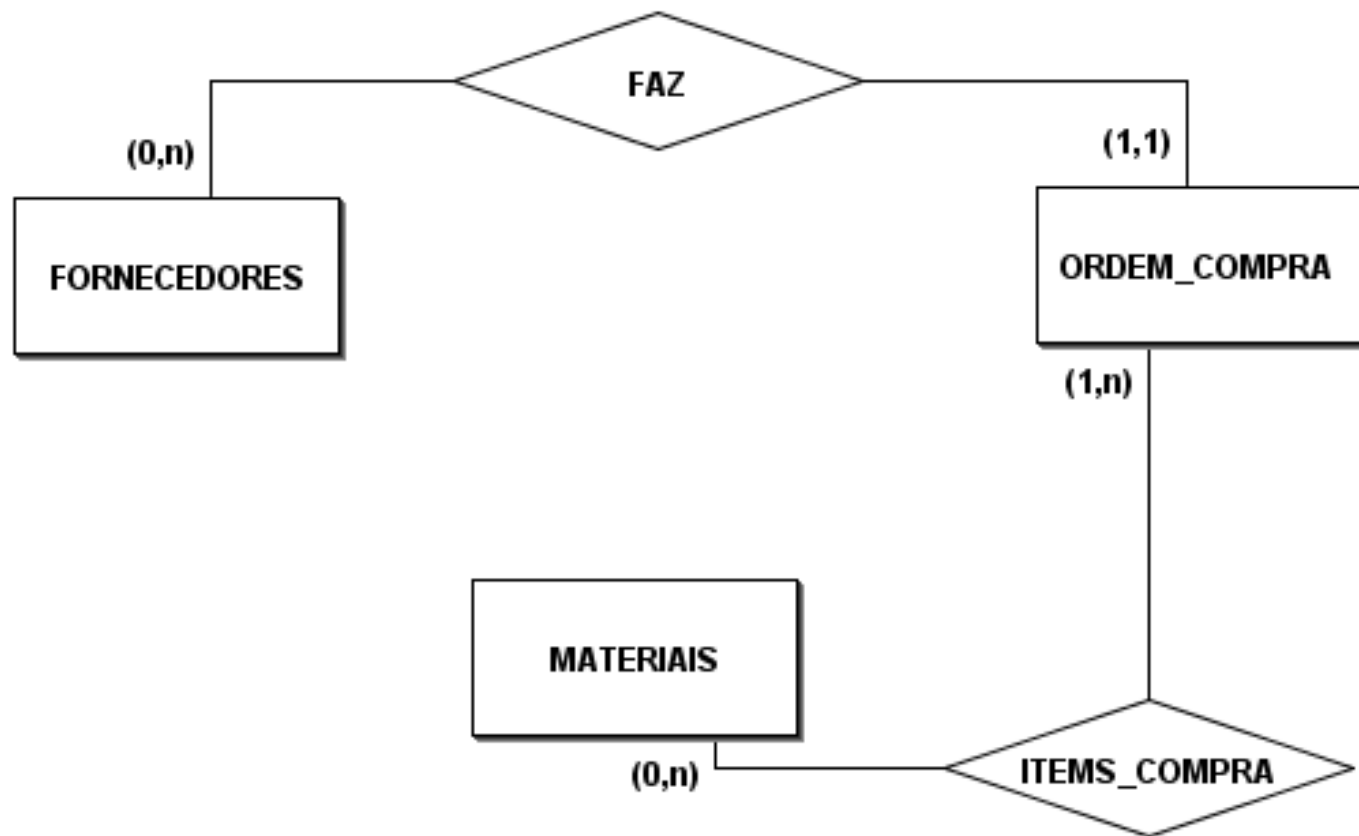 FAZ
(0,n)
(1,1)
FORNECEDORES
ORDEM_COMPRA
(1,n)
MATERIAIS
(0,n)
ITEMS_COMPRA